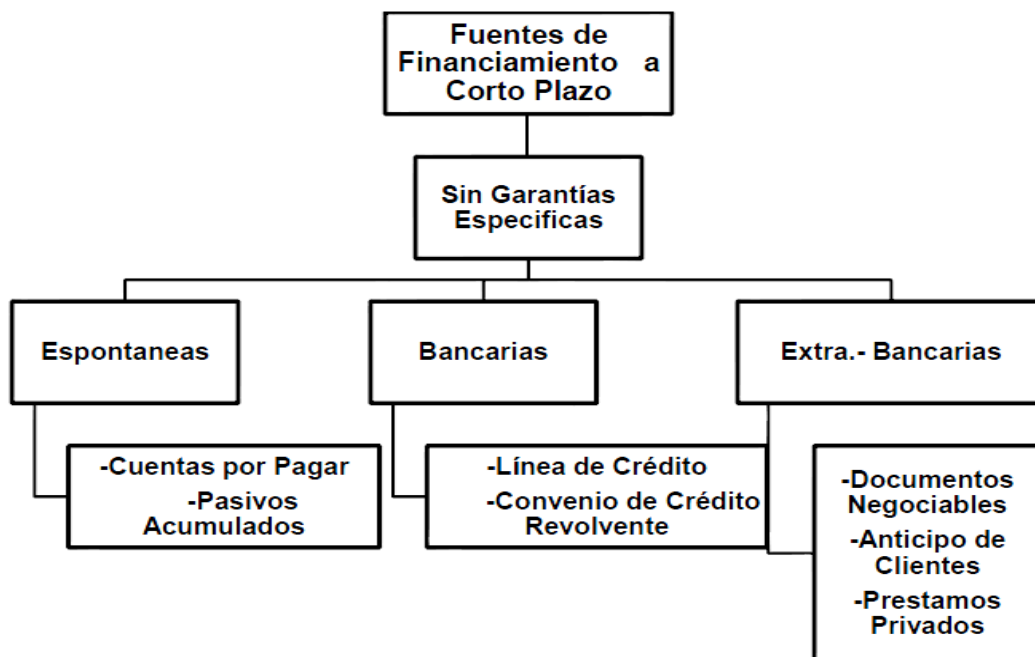 Fuentes de
Financiamiento a
Corto Plazo
Sin Garantías
Especificas
Espontaneas
Bancarias
Extra.- Bancarias
-Cuentas por Pagar
-Pasivos
Acumulados
-Línea de Crédito
-Convenio de Crédito
Revolvente
-Documentos
Negociables
-Anticipo de
Clientes
-Prestamos
Privados